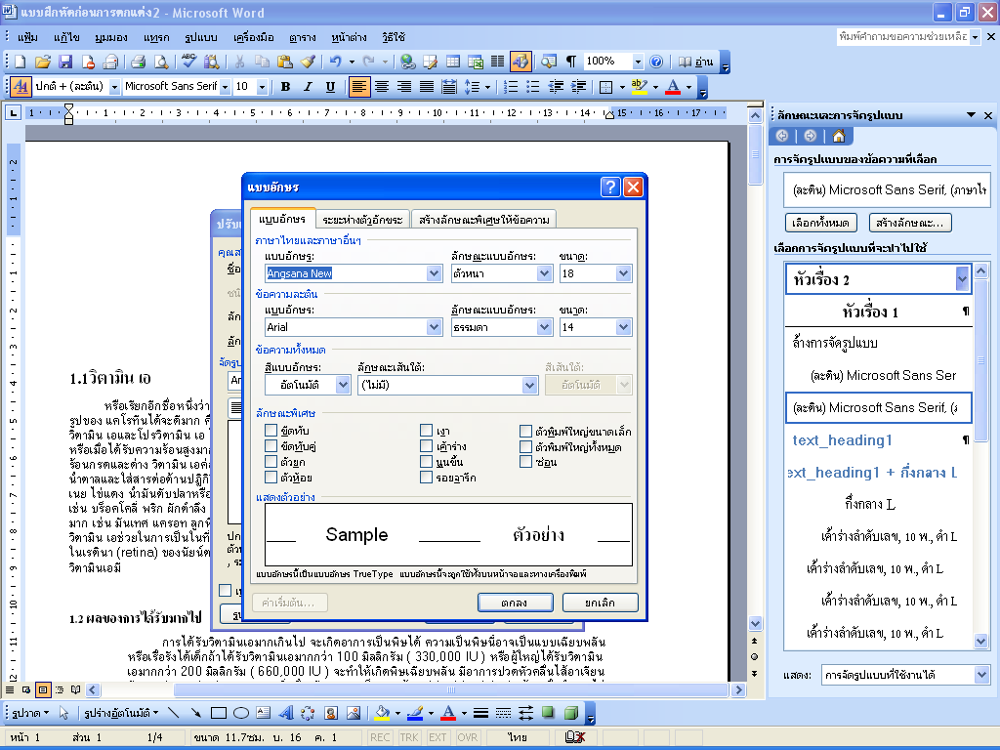 แบบฝึกหัดก่อนการตกแต่ง2 - Microsoft Word
แฟ้ม แก้ไข มุมมอง แทรก รูปแบบ เครื่องมือ ตาราง หน้าต่าง วิธีใช้ พิมพ์คำถามขอความช่วยเหลือ
100% อ่าน
ปกติ + (ละติน) Microsoft Sans Serif 10 B I U
ลักษณะและการจัดรูปแบบ
การจัดรูปแบบของข้อความที่เลือก
(ละติน) Microsoft Sans Serif, (ภาษาไท
เลือกทั้งหมด สร้างลักษณะ...
เลือกการจัดรูปแบบที่จะนำไปใช้
หัวเรื่อง 2
หัวเรื่อง 1
ล้างการจัดรูปแบบ
(ละติน) Microsoft Sans Ser
(ละติน) Microsoft Sans Serif, (
text_heading1
ext_heading1 + กึ่งกลาง L
กึ่งกลาง L
เค้าร่างลำดับเลข, 10 พ., ดำ L
เค้าร่างลำดับเลข, 10 พ., ดำ L
เค้าร่างลำดับเลข, 10 พ., ดำ L
เค้าร่างลำดับเลข, 10 พ., ดำ L
แสดง: การจัดรูปแบบที่ใช้งานได้
แบบอักษร
แบบอักษร ระยะห่างตัวอักขระ สร้างลักษณะพิเศษให้ข้อความ
ภาษาไทยและภาษาอื่นๆ
แบบอักษร: ลักษณะแบบอักษร: ขนาด:
Angsana New ตัวหนา 18
ข้อความละติน
แบบอักษร: ลักษณะแบบอักษร: ขนาด:
Arial ธรรมดา 14
ข้อความทั้งหมด
สีแบบอักษร: ลักษณะเส้นใต้: สีเส้นใต้:
อัตโนมัติ (ไม่มี) อัตโนมัติ
ลักษณะพิเศษ
ขีดทับ เงา ตัวพิมพ์ใหญ่ขนาดเล็ก
ขีดทับคู่ เค้าร่าง ตัวพิมพ์ใหญ่ทั้งหมด
ตัวยก นูนขึ้น ซ่อน
ตัวห้อย รอยจารึก
แสดงตัวอย่าง
Sample ตัวอย่าง
แบบอักษรนี้เป็นแบบอักษร TrueType แบบอักษรนี้จะถูกใช้ทั้งบนหน้าจอและทางเครื่องพิมพ์
ค่าเริ่มต้น... ตกลง ยกเลิก
1.1วิตามิน เอ
หรือเรียกอีกชื่อหนึ่งว่า
รูปของ แคโรทีนได้จะดีมาก
วิตามิน เอและโปรวิตามิน เอ
หรือเมื่อได้รับความร้อนสูงมา
ร้อนกรดและด่าง วิตามิน เอค่
น้ำตาลและใส่สารต่อต้านปฏิกิ
เนย ไข่แดง น้ำมันตับปลาหรือ
เช่น บร็อคโคลี่ พริก ผักตำลึง
มาก เช่น มันเทศ แครอท ลูกพ
วิตามิน เอช่วยในการเป็นในที่
ในเรตินา (retina) ของนัยน์ต
วิตามินเอมี
1.2 ผลของการได้รับมากไป
การได้รับวิตามินเอมากเกินไป จะเกิดอาการเป็นพิษได้ ความเป็นพิษนี้อาจเป็นแบบเฉียบพลัน
หรือเรื้อรังได้เด็กถ้าได้รับวิตามินเอมากกว่า 100 มิลลิกรัม ( 330,000 IU ) หรือผู้ใหญ่ได้รับวิตามิน
เอมากกว่า 200 มิลลิกรัม ( 660,000 IU ) จะทำให้เกิดพิษเฉียบพลัน มีอาการปวดหัวคลื่นไส้อาเจียน
รูปวาด รูปร่างอัตโนมัติ
หน้า 1 ส่วน 1 1/4 ขนาด 11.7ซม. บ. 16 ค. 1 REC TRK EXT OVR ไทย